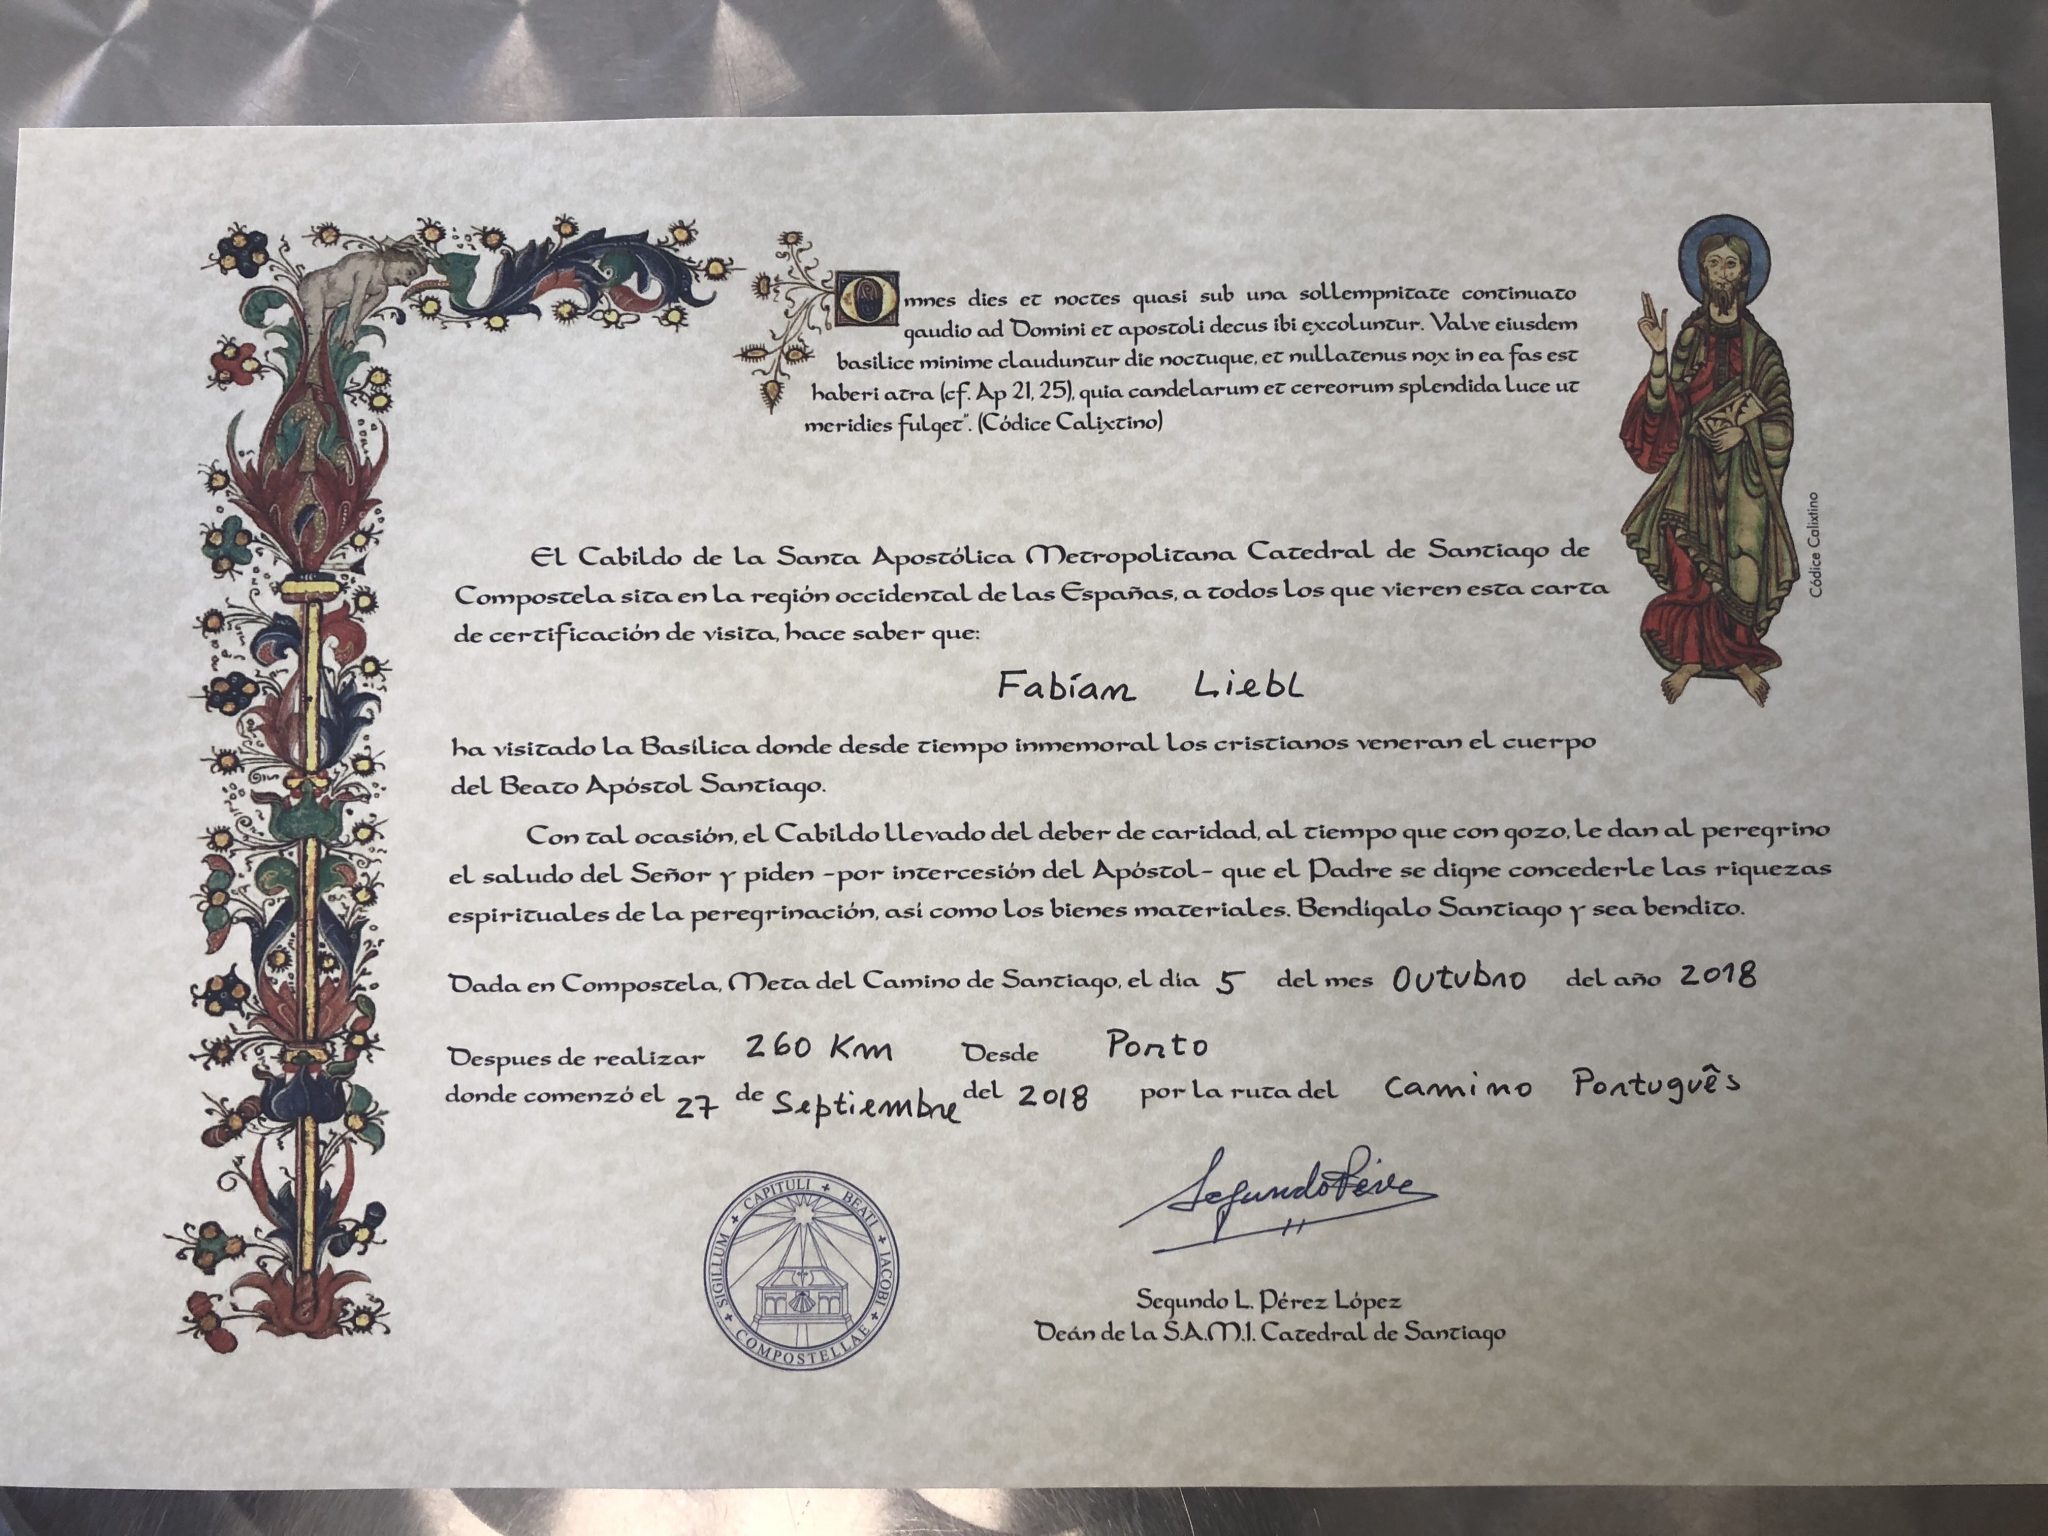 Omnes dies et noctes quasi sub una sollempnitate continuato
gaudio ad Domini et apostoli decus ibi excoluntur. Valve eiusdem
basilice minime clauduntur die noctuque, et nullatenus nox in ea fas est
haberi atra (cf. Ap 21, 25), quia candelarum et cereorum splendida luce ut
meridies fulget". (Códice Calixtino)
Códice Calixtino
El Cabildo de la Santa Apostólica Metropolitana Catedral de Santiago de
Compostela sita en la región occidental de las Españas, a todos los que vieren esta carta
de certificación de visita, hace saber que:
Fabían Liebl
ha visitado la Basílica donde desde tiempo inmemorial los cristianos veneran el cuerpo
del Beato Apóstol Santiago.
Con tal ocasión, el Cabildo llevado del deber de caridad, al tiempo que con gozo, le dan al peregrino
el saludo del Señor y piden -por intercesión del Apóstol- que el Padre se digne concederle las riquezas
espirituales de la peregrinación, así como los bienes materiales. Bendígalo Santiago y sea bendito.
Dada en Compostela, Meta del Camino de Santiago, el día 5 del mes Outubro del año 2018
Despues de realizar 260 Km Desde Porto
donde comenzó el 27 de Septiembre del 2018 por la ruta del Camino Português
SIGILLUM + CAPITULI + BEATI + IACOBI + COMPOSTELLAE +
Segundo Pérez
Segundo L. Pérez López
Deán de la S.A.M.I. Catedral de Santiago